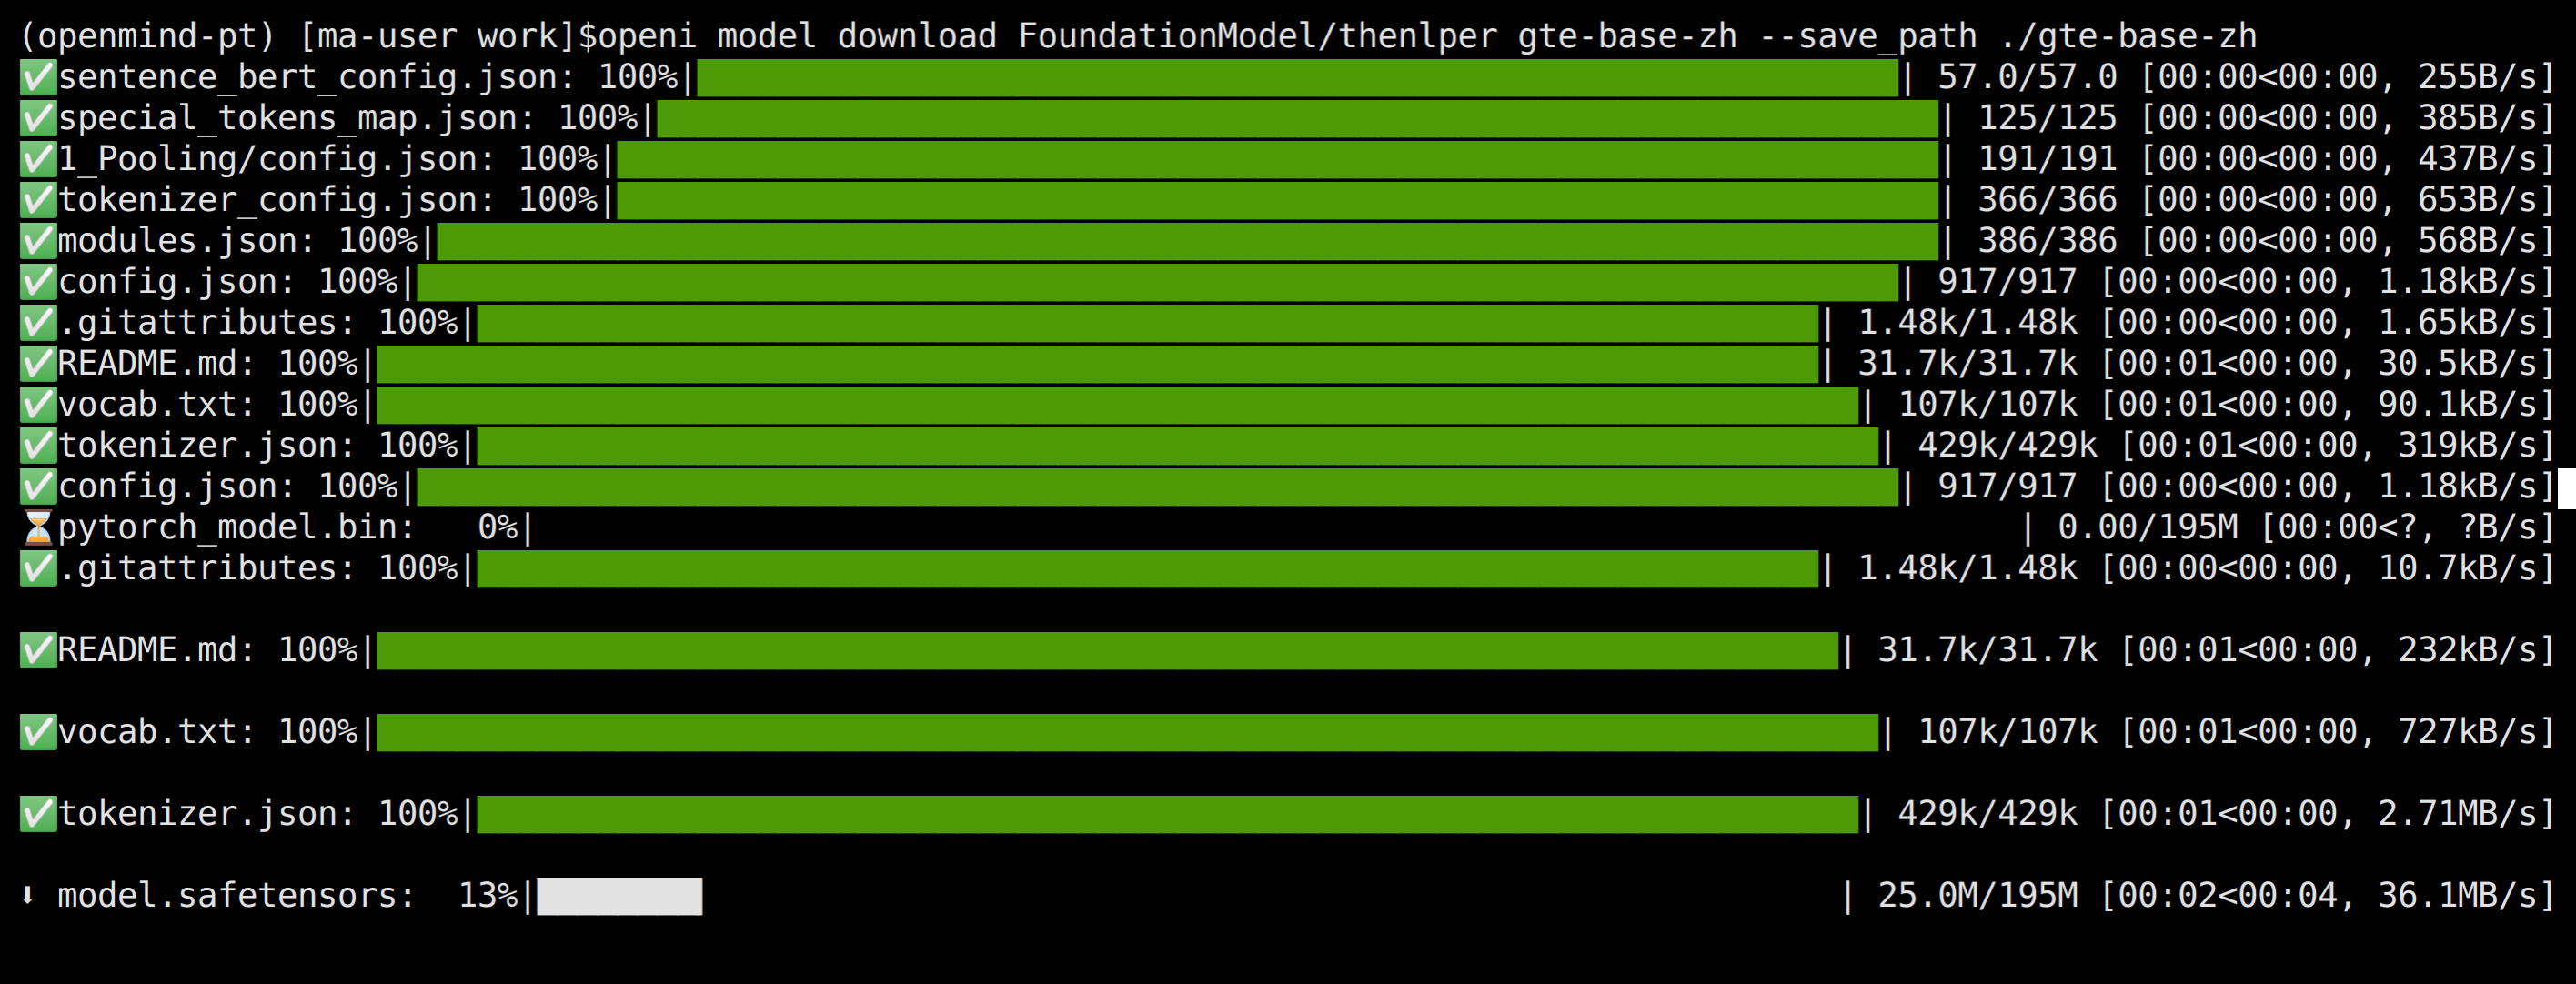 (openmind-pt) [ma-user work]$openi model download FoundationModel/thenlper gte-base-zh --save_path ./gte-base-zh
✅sentence_bert_config.json: 100%|██████████| 57.0/57.0 [00:00<00:00, 255B/s]
✅special_tokens_map.json: 100%|██████████| 125/125 [00:00<00:00, 385B/s]
✅1_Pooling/config.json: 100%|██████████| 191/191 [00:00<00:00, 437B/s]
✅tokenizer_config.json: 100%|██████████| 366/366 [00:00<00:00, 653B/s]
✅modules.json: 100%|██████████| 386/386 [00:00<00:00, 568B/s]
✅config.json: 100%|██████████| 917/917 [00:00<00:00, 1.18kB/s]
✅.gitattributes: 100%|██████████| 1.48k/1.48k [00:00<00:00, 1.65kB/s]
✅README.md: 100%|██████████| 31.7k/31.7k [00:01<00:00, 30.5kB/s]
✅vocab.txt: 100%|██████████| 107k/107k [00:01<00:00, 90.1kB/s]
✅tokenizer.json: 100%|██████████| 429k/429k [00:01<00:00, 319kB/s]
✅config.json: 100%|██████████| 917/917 [00:00<00:00, 1.18kB/s]
⏳pytorch_model.bin:   0%| | 0.00/195M [00:00<?, ?B/s]
✅.gitattributes: 100%|██████████| 1.48k/1.48k [00:00<00:00, 10.7kB/s]
✅README.md: 100%|██████████| 31.7k/31.7k [00:01<00:00, 232kB/s]
✅vocab.txt: 100%|██████████| 107k/107k [00:01<00:00, 727kB/s]
✅tokenizer.json: 100%|██████████| 429k/429k [00:01<00:00, 2.71MB/s]
⬇ model.safetensors:  13%|█ | 25.0M/195M [00:02<00:04, 36.1MB/s]